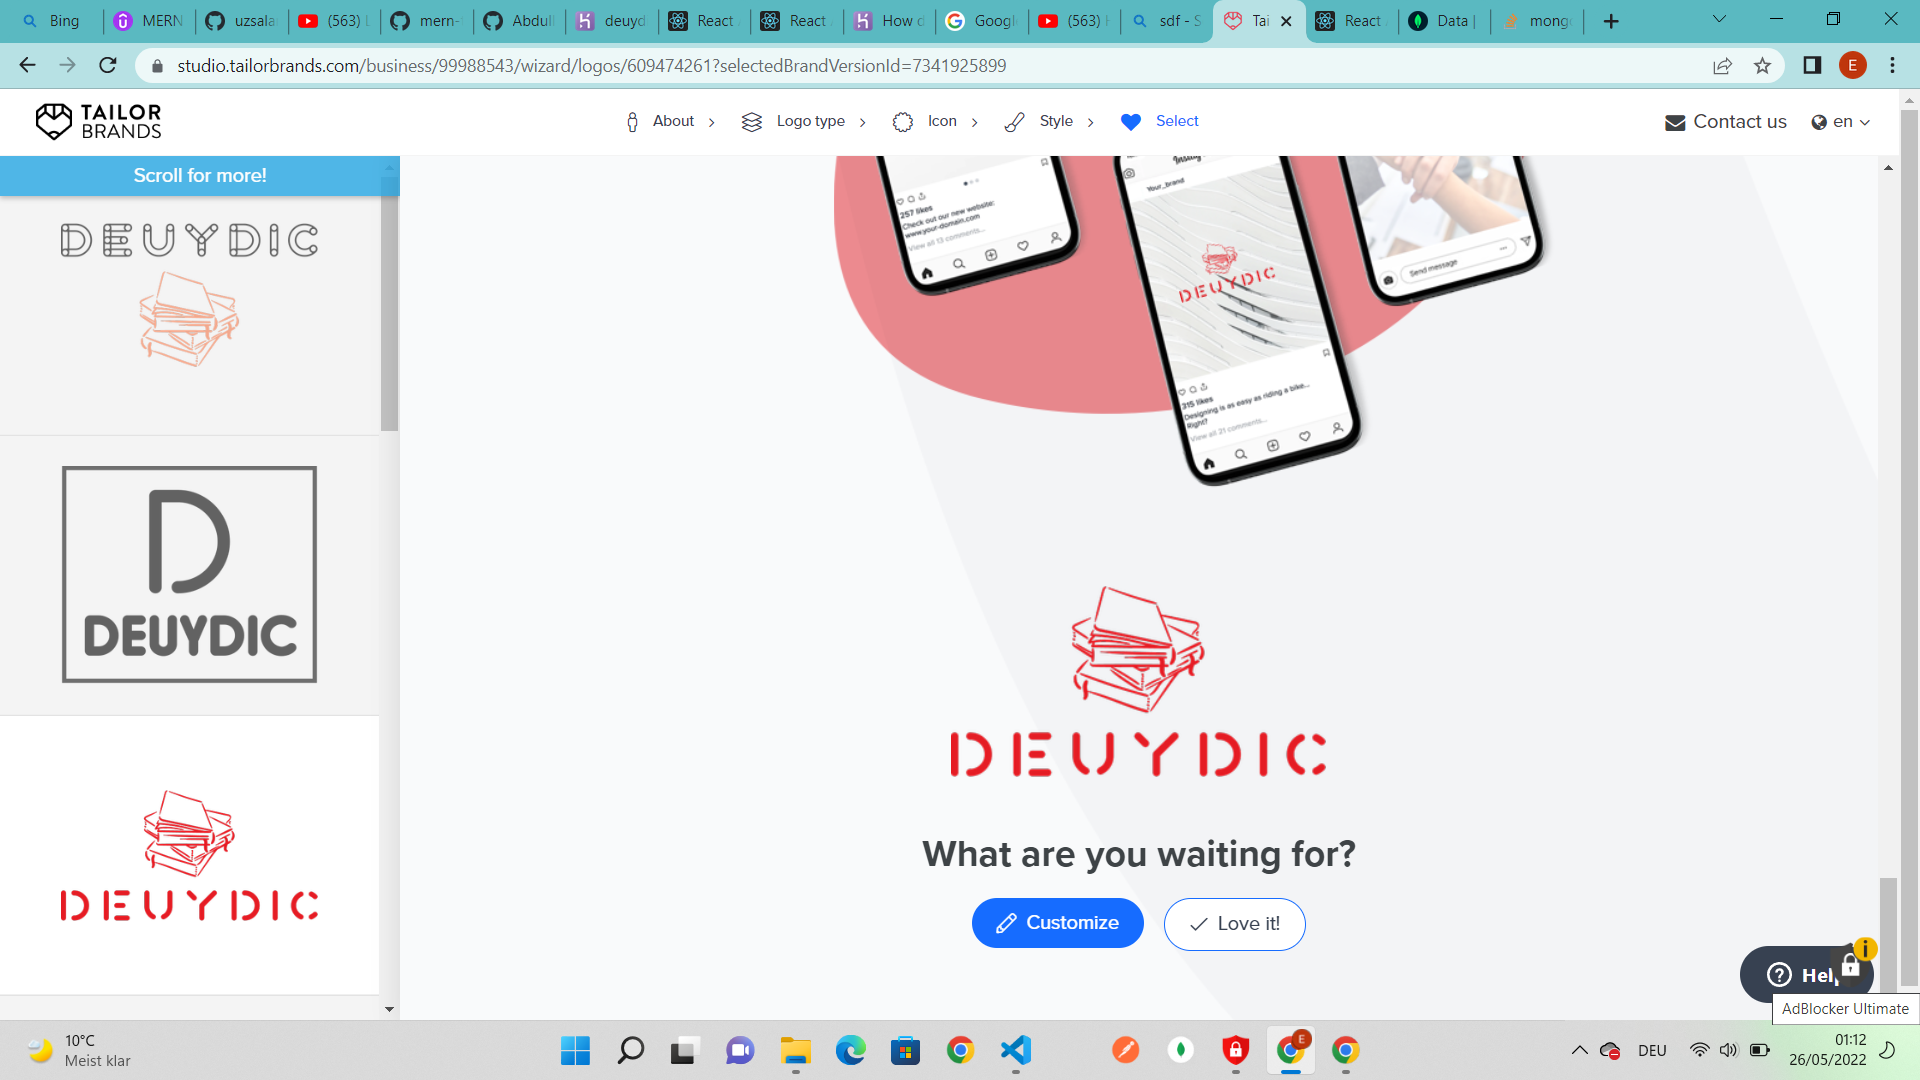 Bing
MERN
uzsala
(563) L
mern-
Abdull
deuyd
React
React
How d
Google
(563)
sdf - S
Tai
React
Data |
mong
studio.tailorbrands.com/business/99988543/wizard/logos/609474261?selectedBrandVersionId=7341925899
E
TAILOR
BRANDS
About
Logo type
Icon
Style
Select
Contact us
en
Scroll for more!
DEUYDIC
D
DEUYDIC
DEUYDIC
257 likes
Check out our new website:
www.your-domain.com
View all 13 comments...
Your_brand
DEUYDIC
315 likes
Designing is as easy as riding a bike...
Right?
View all 21 comments...
Send message
DEUYDIC
What are you waiting for?
Customize
Love it!
Help
AdBlocker Ultimate
10°C
Meist klar
E
DEU
01:12
26/05/2022